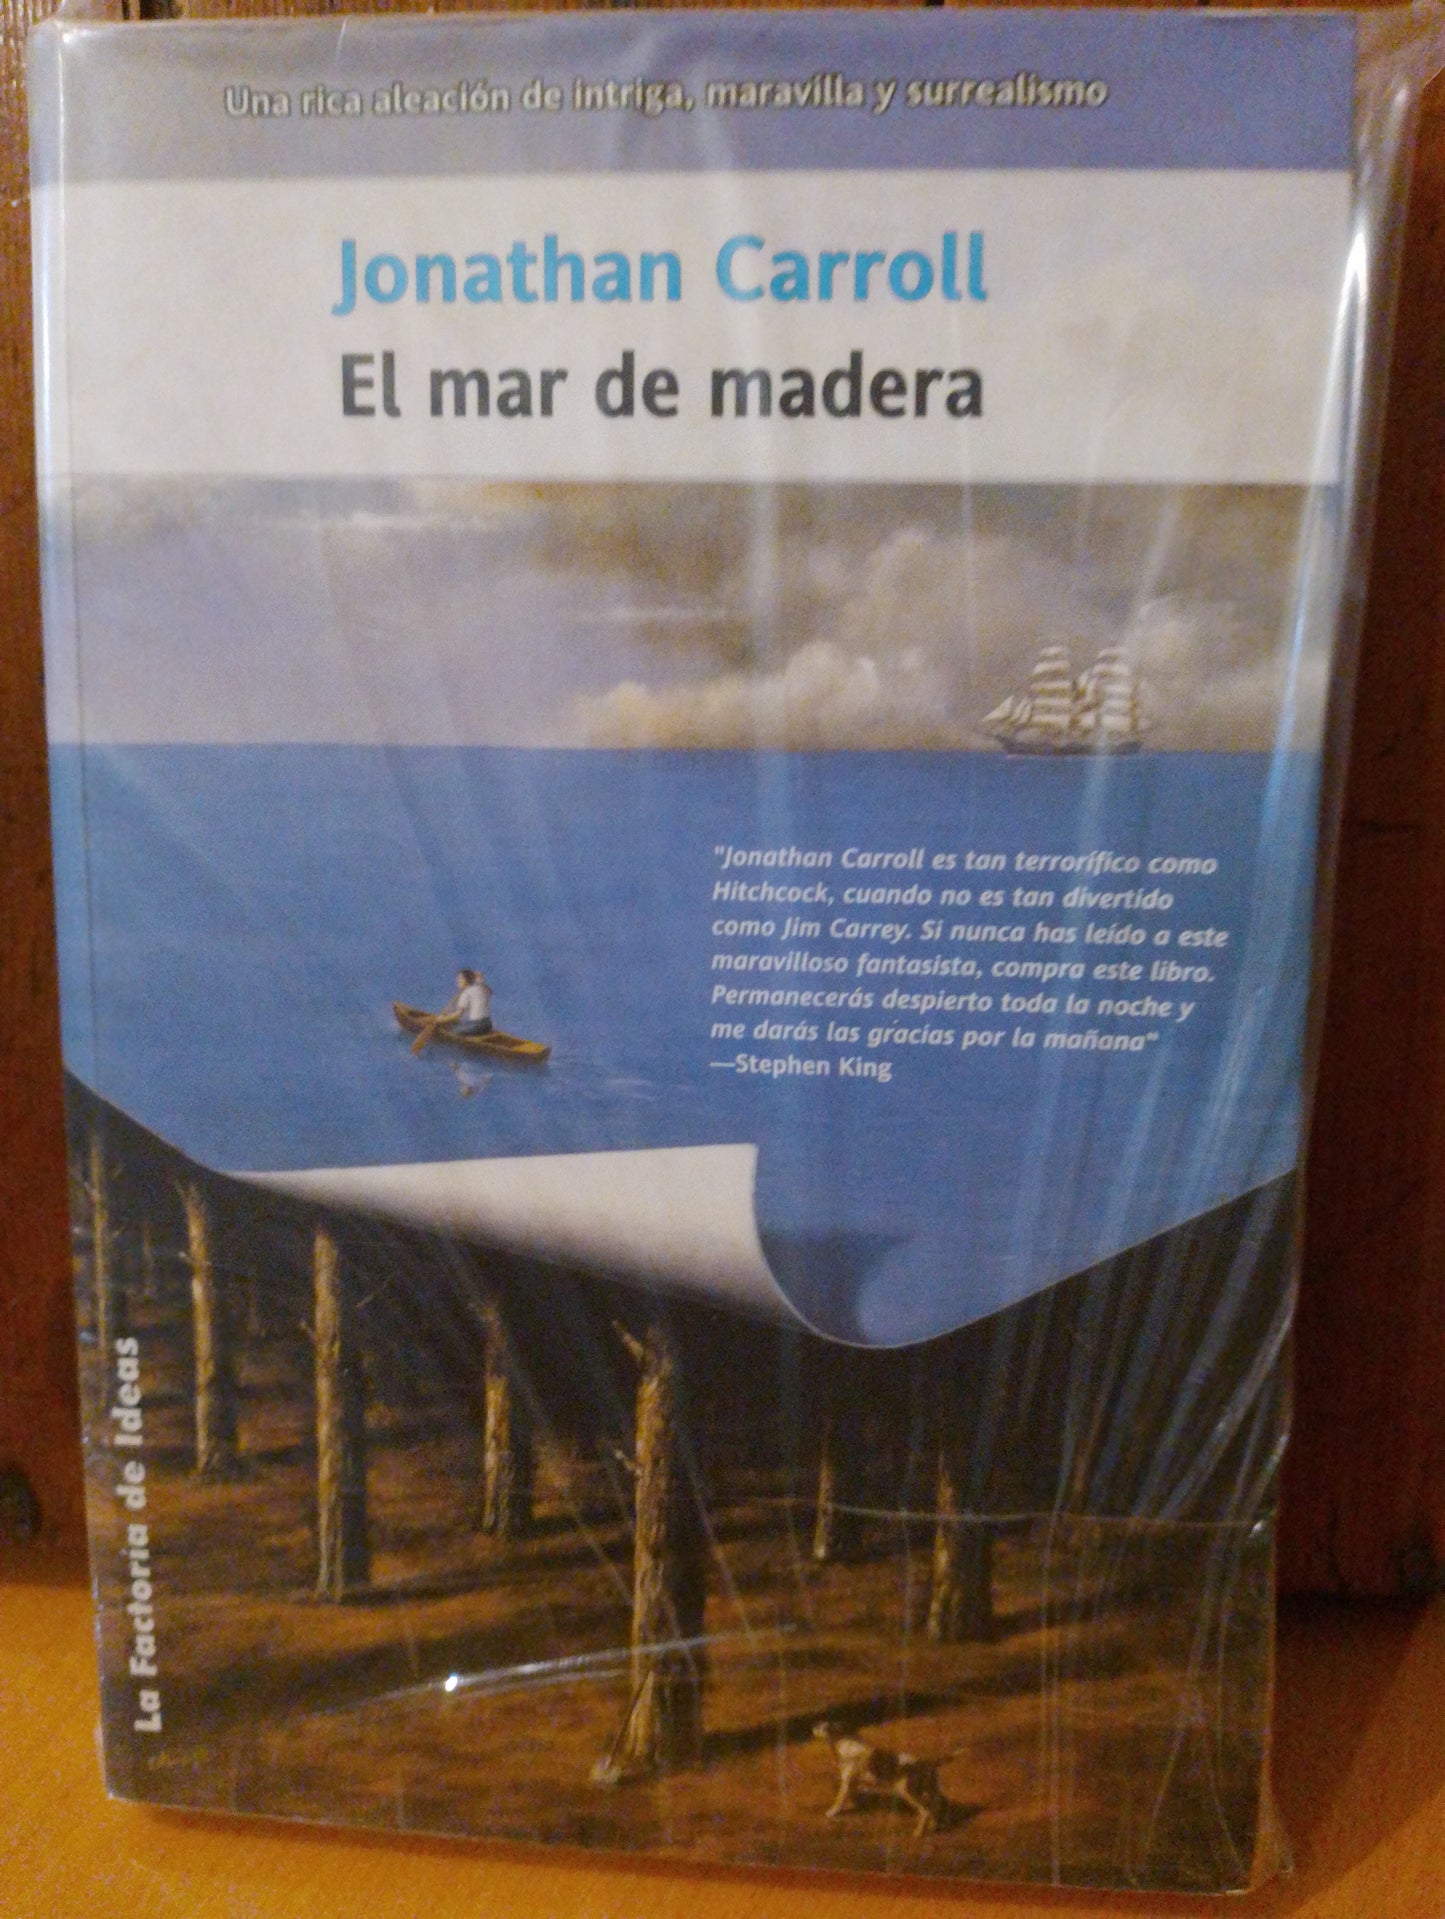 Una rica aleación de intriga, maravilla y surrealismo
Jonathan Carroll
El mar de madera
"Jonathan Carroll es tan terrorífico como
Hitchcock, cuando no es tan divertido
como Jim Carrey. Si nunca has leído a este
maravilloso fantasista, compra este libro.
Permanecerás despierto toda la noche y
me darás las gracias por la mañana"
—Stephen King
La Factoría de Ideas